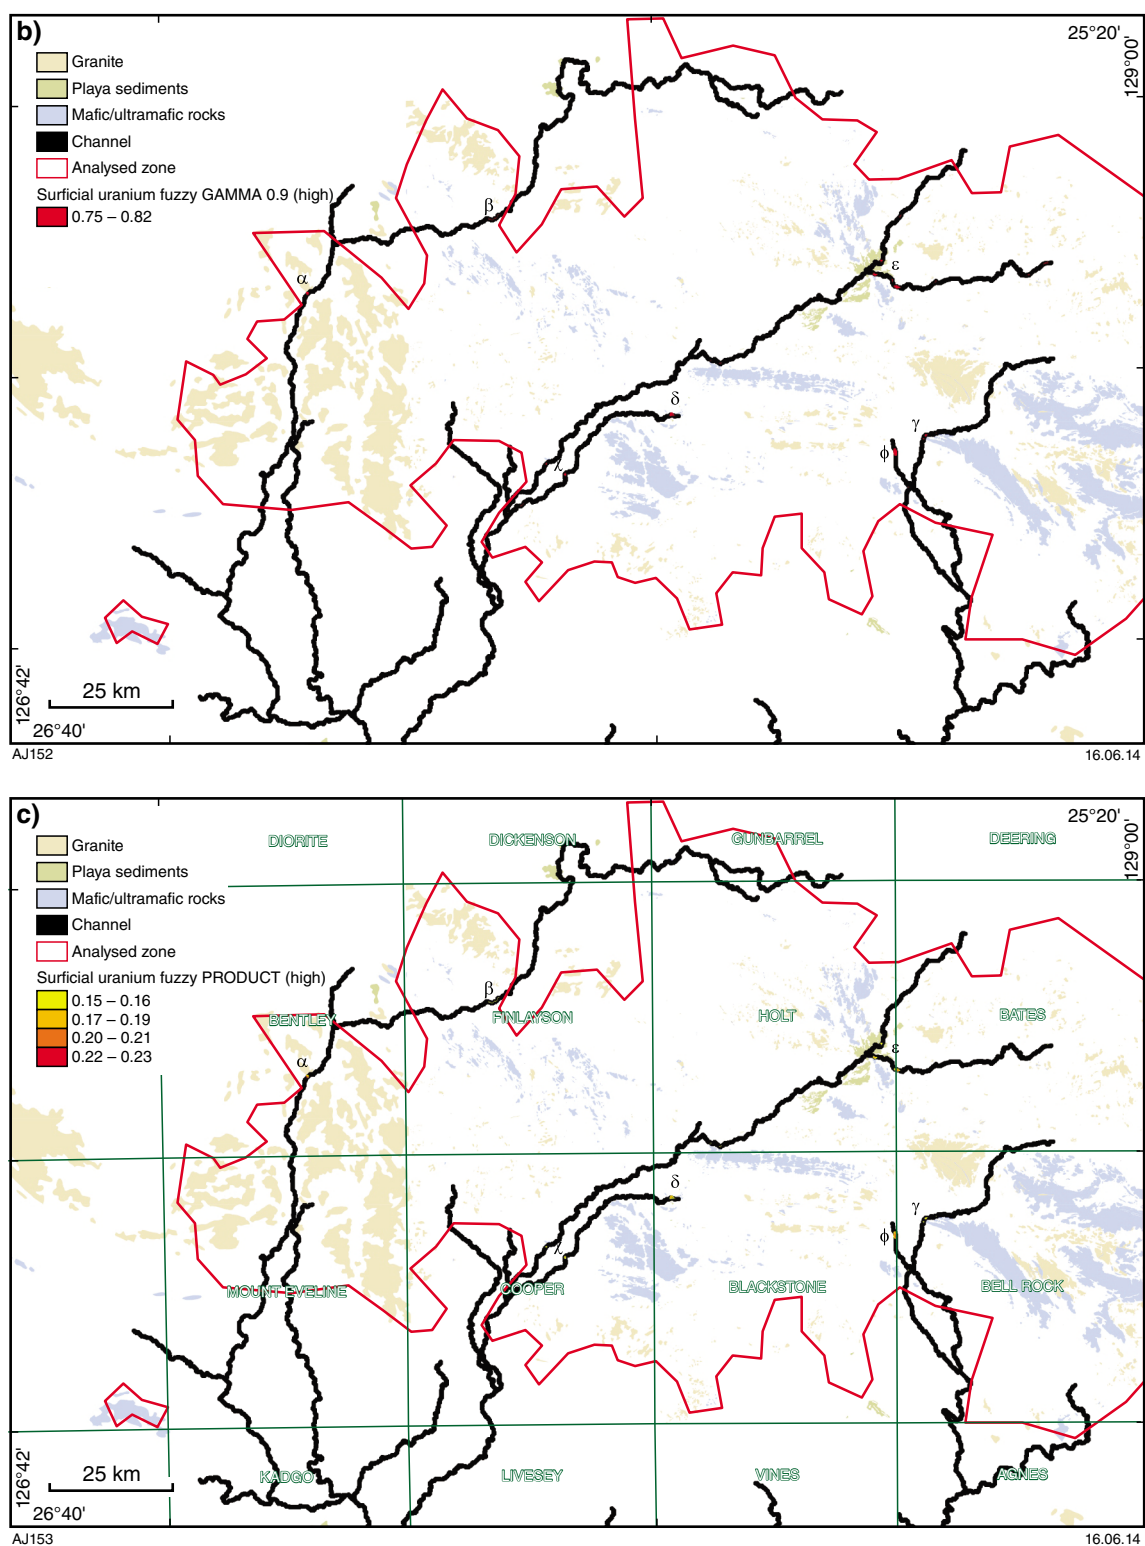 b)
25°20'
129°00'
Granite
Playa sediments
Mafic/ultramafic rocks
Channel
Analysed zone
Surficial uranium fuzzy GAMMA 0.9 (high)
0.75 – 0.82
β
α
ε
δ
γ
ϕ
χ
126°42'
25 km
26°40'
AJ152
16.06.14
c)
25°20'
129°00'
DIORITE
DICKENSON
GUNBARREL
DEERING
Granite
Playa sediments
Mafic/ultramafic rocks
Channel
Analysed zone
Surficial uranium fuzzy PRODUCT (high)
0.15 – 0.16
0.17 – 0.19
0.20 – 0.21
0.22 – 0.23
β
BENTLEY
FINLAYSON
HOLT
BATES
α
ε
δ
γ
ϕ
χ
MOUNT EVELINE
COOPER
BLACKSTONE
BELL ROCK
126°42'
25 km
KADGO
LIVESEY
VINES
AGNES
26°40'
AJ153
16.06.14